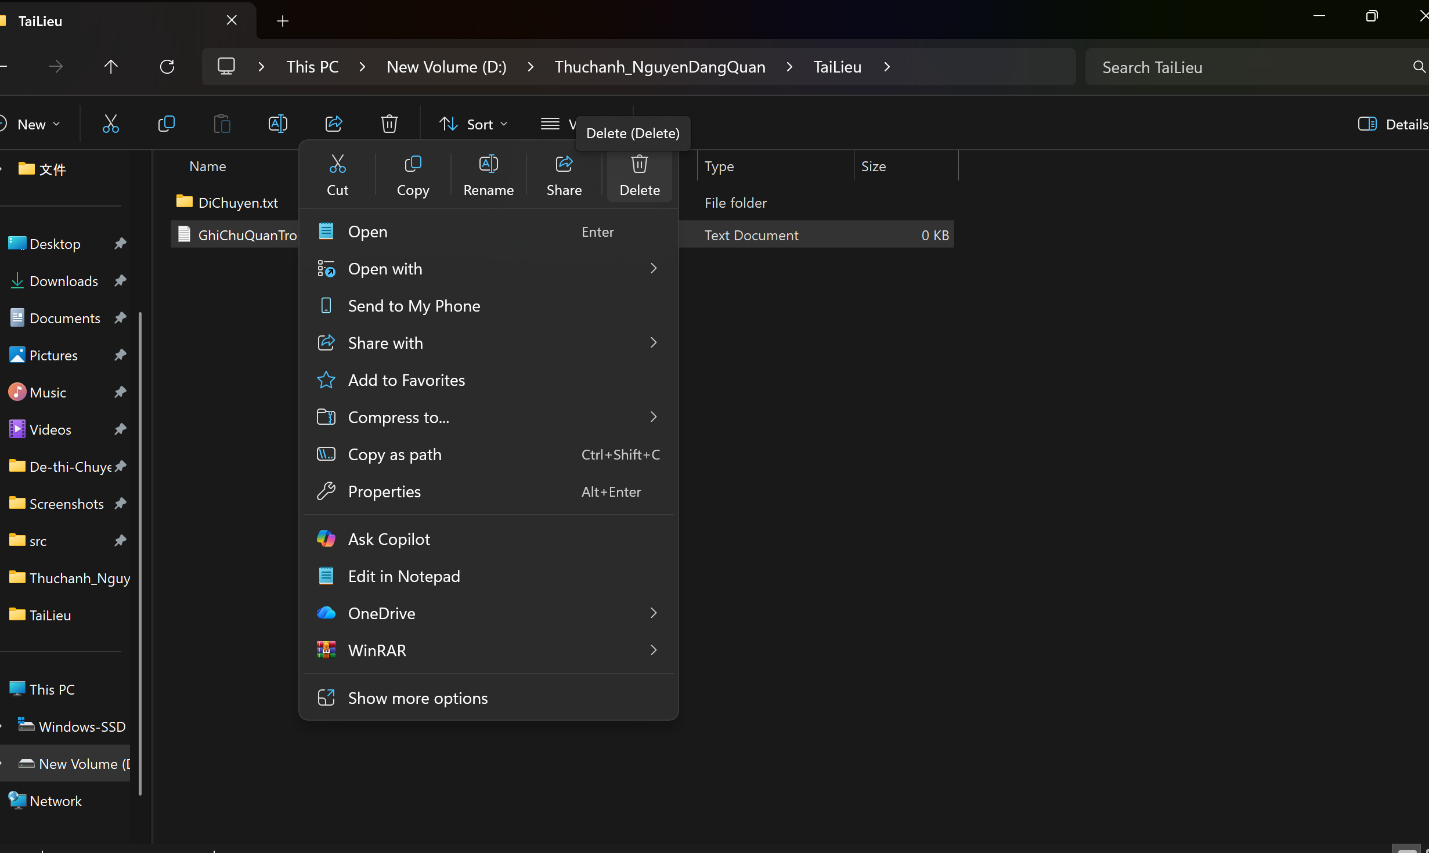 TaiLieu
This PC
New Volume (D:)
Thuchanh_NguyenDangQuan
TaiLieu
Search TaiLieu
New
Sort
V
Delete (Delete)
Details
文件
Desktop
Downloads
Documents
Pictures
Music
Videos
De-thi-Chuye
Screenshots
src
Thuchanh_Nguy
TaiLieu
This PC
Windows-SSD
New Volume (D
Network
Name
Type
Size
DiChuyen.txt
File folder
GhiChuQuanTro
Text Document
0 KB
Cut
Copy
Rename
Share
Delete
Open Enter
Open with
Send to My Phone
Share with
Add to Favorites
Compress to...
Copy as path Ctrl+Shift+C
Properties Alt+Enter
Ask Copilot
Edit in Notepad
OneDrive
WinRAR
Show more options